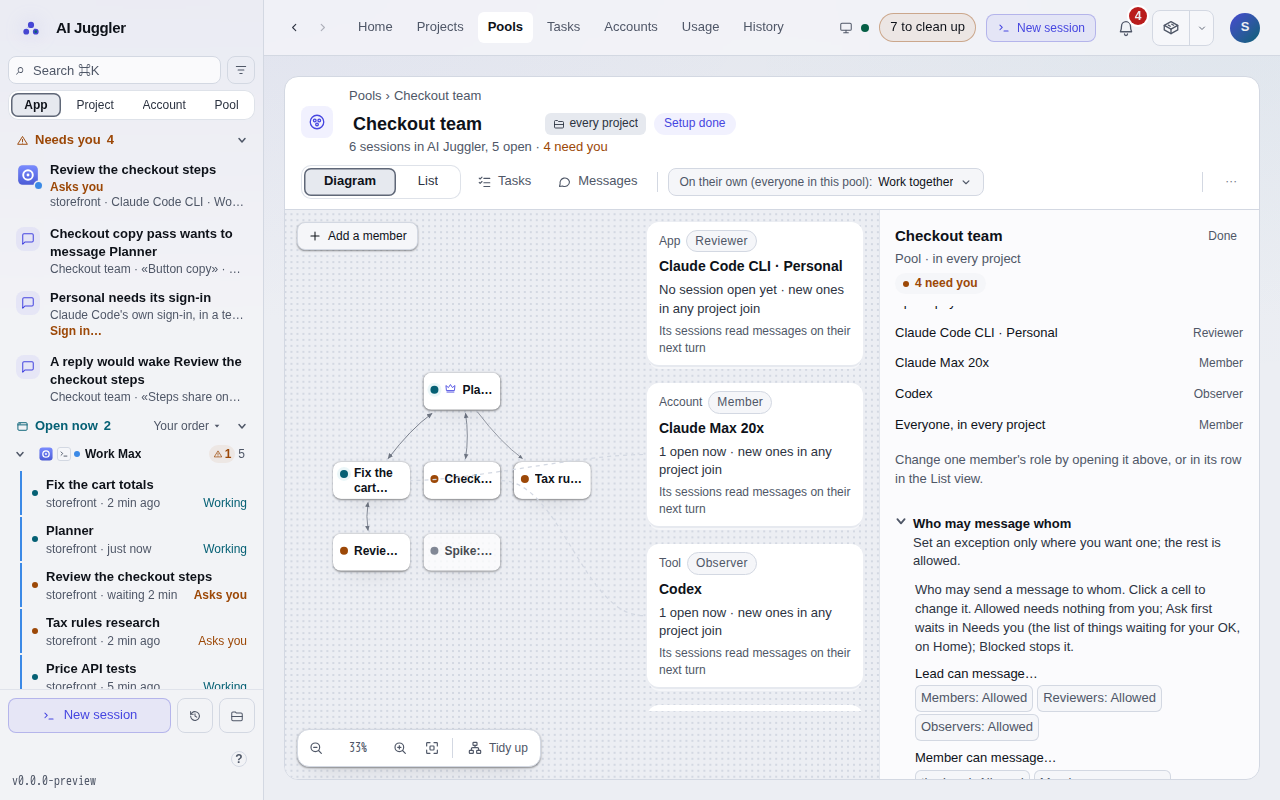 AI Juggler
Search ⌘K
App
Project
Account
Pool
Needs you 4
Review the checkout steps
Asks you
storefront · Claude Code CLI · Wo…
Checkout copy pass wants to
message Planner
Checkout team · «Button copy» · …
Personal needs its sign-in
Claude Code's own sign-in, in a te…
Sign in…
A reply would wake Review the
checkout steps
Checkout team · «Steps share on…
Open now 2
Your order
Work Max
1
5
Fix the cart totals
storefront · 2 min ago
Working
Planner
storefront · just now
Working
Review the checkout steps
storefront · waiting 2 min
Asks you
Tax rules research
storefront · 2 min ago
Asks you
Price API tests
storefront · 5 min ago
Working
New session
?
v0.0.0-preview
Home
Projects
Pools
Tasks
Accounts
Usage
History
7 to clean up
New session
4
S
Pools › Checkout team
Checkout team
every project
Setup done
6 sessions in AI Juggler, 5 open · 4 need you
Diagram
List
Tasks
Messages
On their own (everyone in this pool): Work together
…
Add a member
Pla…
Fix the
cart…
Check…
Tax ru…
Revie…
Spike:…
App
Reviewer
Claude Code CLI · Personal
No session open yet · new ones
in any project join
Its sessions read messages on their
next turn
Account
Member
Claude Max 20x
1 open now · new ones in any
project join
Its sessions read messages on their
next turn
Tool
Observer
Codex
1 open now · new ones in any
project join
Its sessions read messages on their
next turn
33%
Tidy up
Checkout team
Done
Pool · in every project
4 need you
Claude Code CLI · Personal
Reviewer
Claude Max 20x
Member
Codex
Observer
Everyone, in every project
Member
Change one member's role by opening it above, or in its row
in the List view.
Who may message whom
Set an exception only where you want one; the rest is
allowed.
Who may send a message to whom. Click a cell to
change it. Allowed needs nothing from you; Ask first
waits in Needs you (the list of things waiting for your OK,
on Home); Blocked stops it.
Lead can message…
Members: Allowed
Reviewers: Allowed
Observers: Allowed
Member can message…